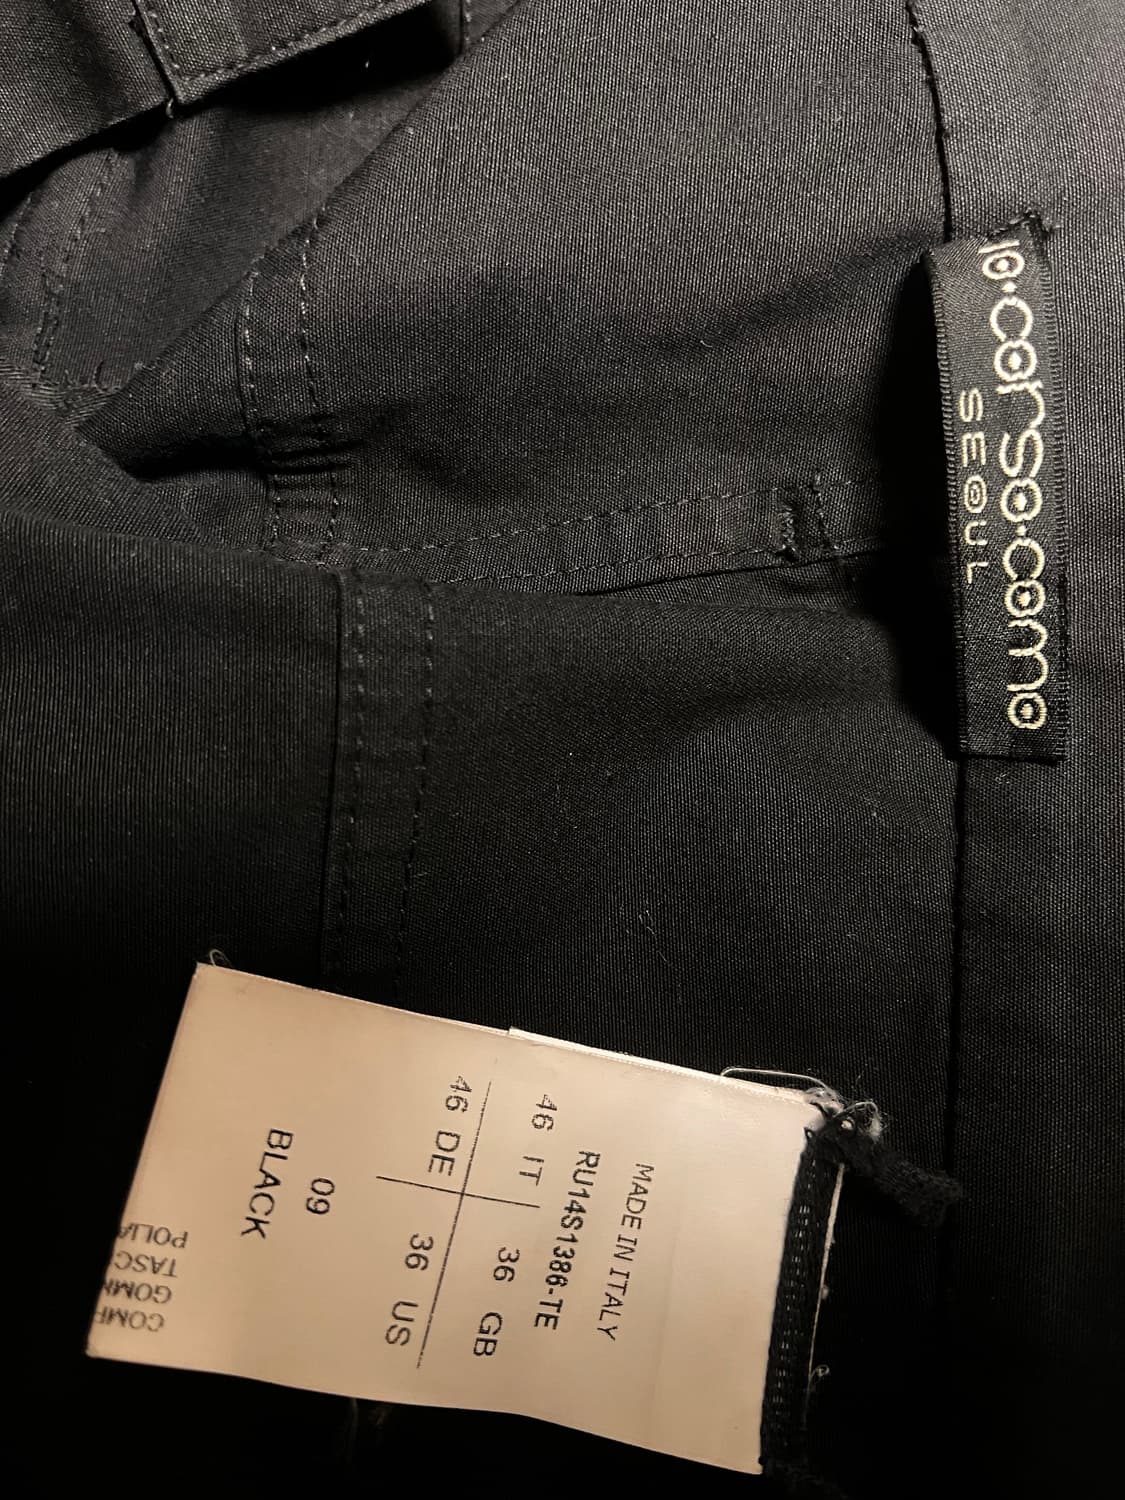 10·corso·como
SEOUL
MADE IN ITALY
RU14S1386-TE
46 IT 36 GB
46 DE 36 US
09
BLACK